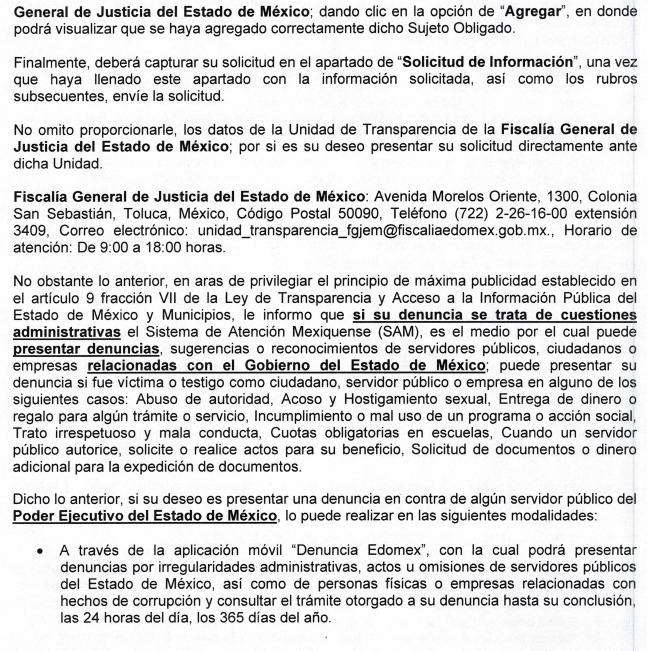 General de Justicia del Estado de México; dando clic en la opción de "Agregar", en donde
podrá visualizar que se haya agregado correctamente dicho Sujeto Obligado.
Finalmente, deberá capturar su solicitud en el apartado de "Solicitud de Información", una vez
que haya llenado este apartado con la información solicitada, así como los rubros
subsecuentes, envíe la solicitud.
No omito proporcionarle, los datos de la Unidad de Transparencia de la Fiscalía General de
Justicia del Estado de México; por si es su deseo presentar su solicitud directamente ante
dicha Unidad.
Fiscalía General de Justicia del Estado de México: Avenida Morelos Oriente, 1300, Colonia
San Sebastián, Toluca, México, Código Postal 50090, Teléfono (722) 2-26-16-00 extensión
3409, Correo electrónico: unidad_transparencia_fgjem@fiscaliaedomex.gob.mx., Horario de
atención: De 9:00 a 18:00 horas.
No obstante lo anterior, en aras de privilegiar el principio de máxima publicidad establecido en
el artículo 9 fracción VII de la Ley de Transparencia y Acceso a la Información Pública del
Estado de México y Municipios, le informo que si su denuncia se trata de cuestiones
administrativas el Sistema de Atención Mexiquense (SAM), es el medio por el cual puede
presentar denuncias, sugerencias o reconocimientos de servidores públicos, ciudadanos o
empresas relacionadas con el Gobierno del Estado de México; puede presentar su
denuncia si fue víctima o testigo como ciudadano, servidor público o empresa en alguno de los
siguientes casos: Abuso de autoridad, Acoso y Hostigamiento sexual, Entrega de dinero o
regalo para algún trámite o servicio, Incumplimiento o mal uso de un programa o acción social,
Trato irrespetuoso y mala conducta, Cuotas obligatorias en escuelas, Cuando un servidor
público autorice, solicite o realice actos para su beneficio, Solicitud de documentos o dinero
adicional para la expedición de documentos.
Dicho lo anterior, si su deseo es presentar una denuncia en contra de algún servidor público del
Poder Ejecutivo del Estado de México, lo puede realizar en las siguientes modalidades:
• A través de la aplicación móvil "Denuncia Edomex", con la cual podrá presentar
denuncias por irregularidades administrativas, actos u omisiones de servidores públicos
del Estado de México, así como de personas físicas o empresas relacionadas con
hechos de corrupción y consultar el trámite otorgado a su denuncia hasta su conclusión,
las 24 horas del día, los 365 días del año.